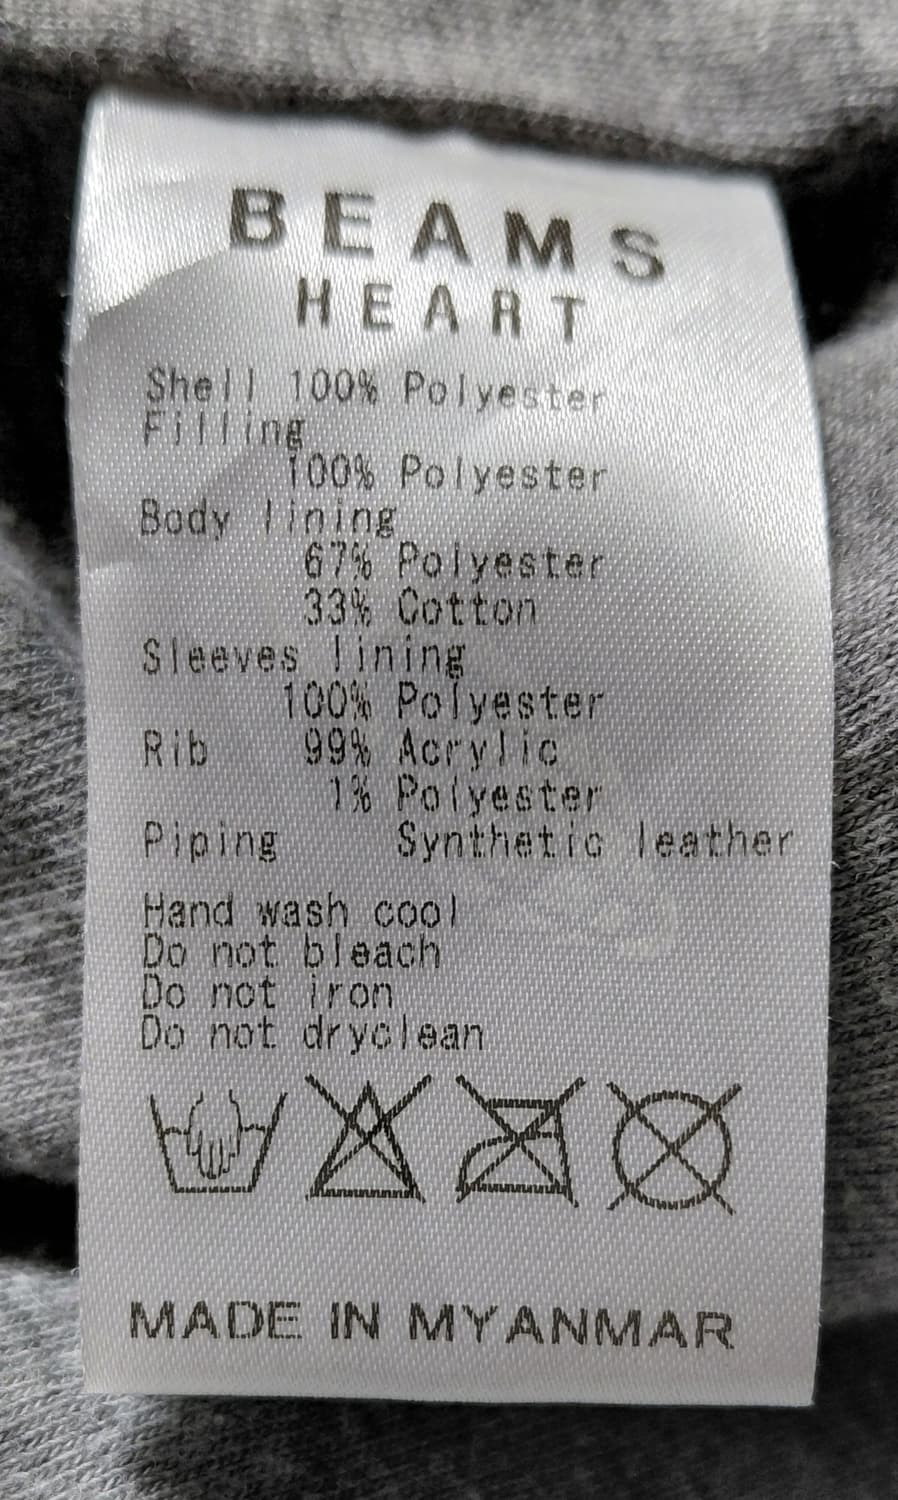 BEAMS
HEART
Shell 100% Polyester
Filling
100% Polyester
Body lining
67% Polyester
33% Cotton
Sleeves lining
100% Polyester
Rib 99% Acrylic
1% Polyester
Piping Synthetic leather
Hand wash cool
Do not bleach
Do not iron
Do not dryclean
MADE IN MYANMAR